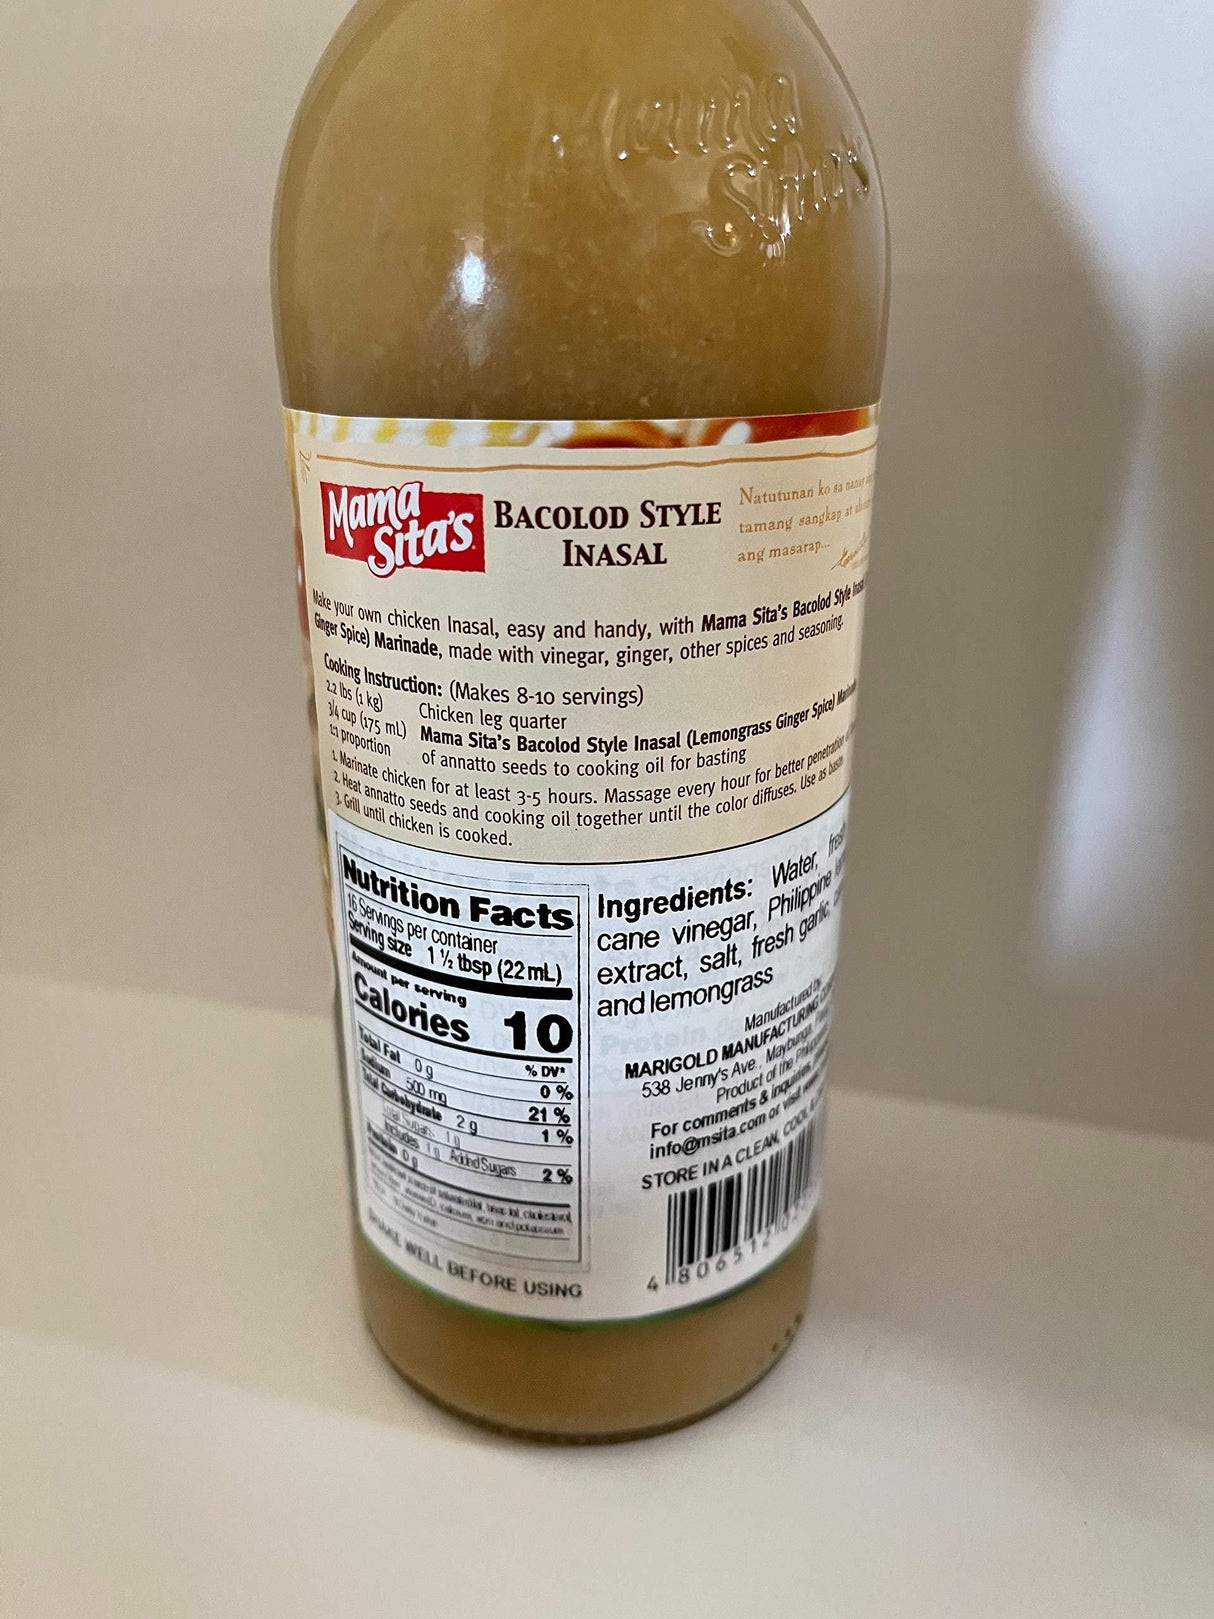 Mama
Sita's
Mama
Sita's
BACOLOD STYLE
INASAL
Natutunan ko sa nanay
tamang sangkap at
ang masarap...
Make your own chicken Inasal, easy and handy, with Mama Sita's Bacolod Style
Ginger Spice) Marinade, made with vinegar, ginger, other spices and seasoning.
Cooking Instruction: (Makes 8-10 servings)
2.2 lbs (1 kg) Chicken leg quarter
3/4 cup (175 mL) Mama Sita's Bacolod Style Inasal (Lemongrass Ginger Spice)
1:1 proportion of annatto seeds to cooking oil for basting
1. Marinate chicken for at least 3-5 hours. Massage every hour for better penetration
2. Heat annatto seeds and cooking oil together until the color diffuses. Use as
3. Grill until chicken is cooked.
Nutrition Facts
16 Servings per container
Serving size 1 ½ tbsp (22 mL)
Amount per serving
Calories 10
% DV*
Total Fat 0 g 0 %
Sodium 500 mg 21 %
Total Carbohydrate 2 g 1 %
Total Sugars 1 g
Includes 1 g Added Sugars 2 %
Protein 0 g
SHAKE WELL BEFORE USING
Ingredients: Water,
cane vinegar, Philippine
extract, salt, fresh garlic,
and lemongrass
Manufactured by
MARIGOLD MANUFACTURING
538 Jenny's Ave., Maybunga,
Product of the
For comments & inquiries,
info@msita.com or visit
STORE IN A CLEAN, COOL
4 806512